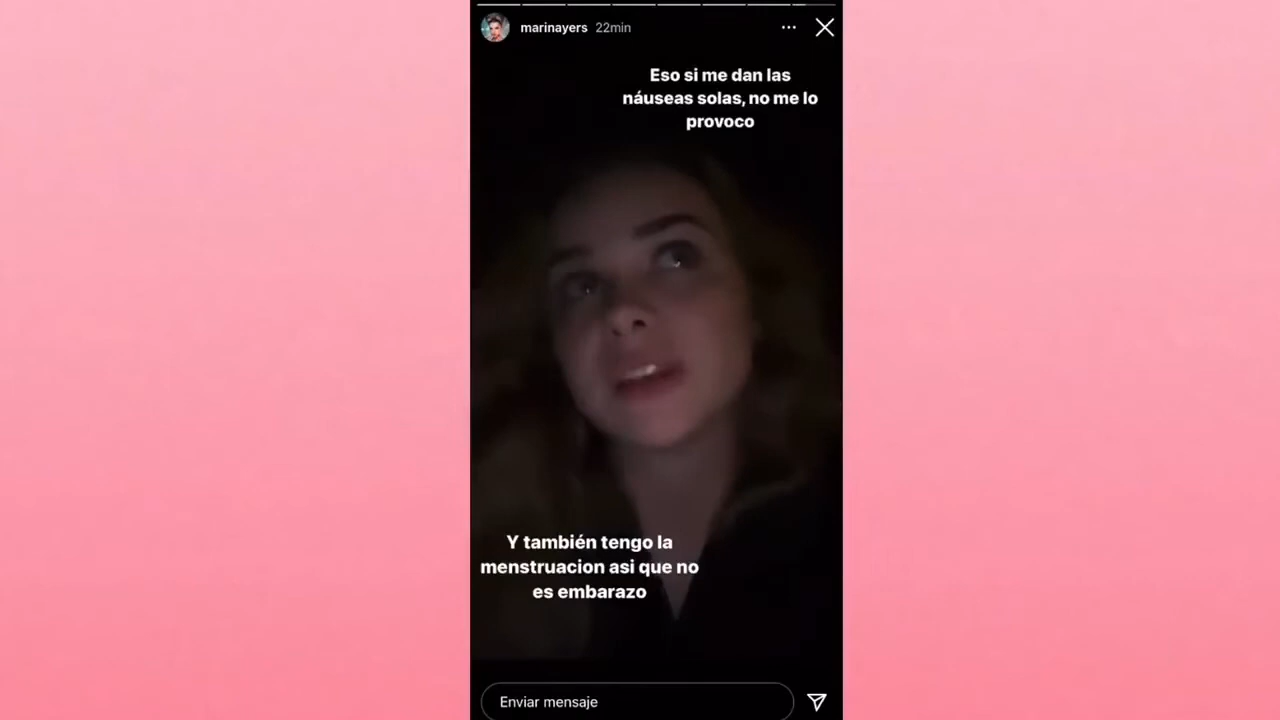 marinayers 22min
Eso si me dan las
náuseas solas, no me lo
provoco
Y también tengo la
menstruacion asi que no
es embarazo
Enviar mensaje